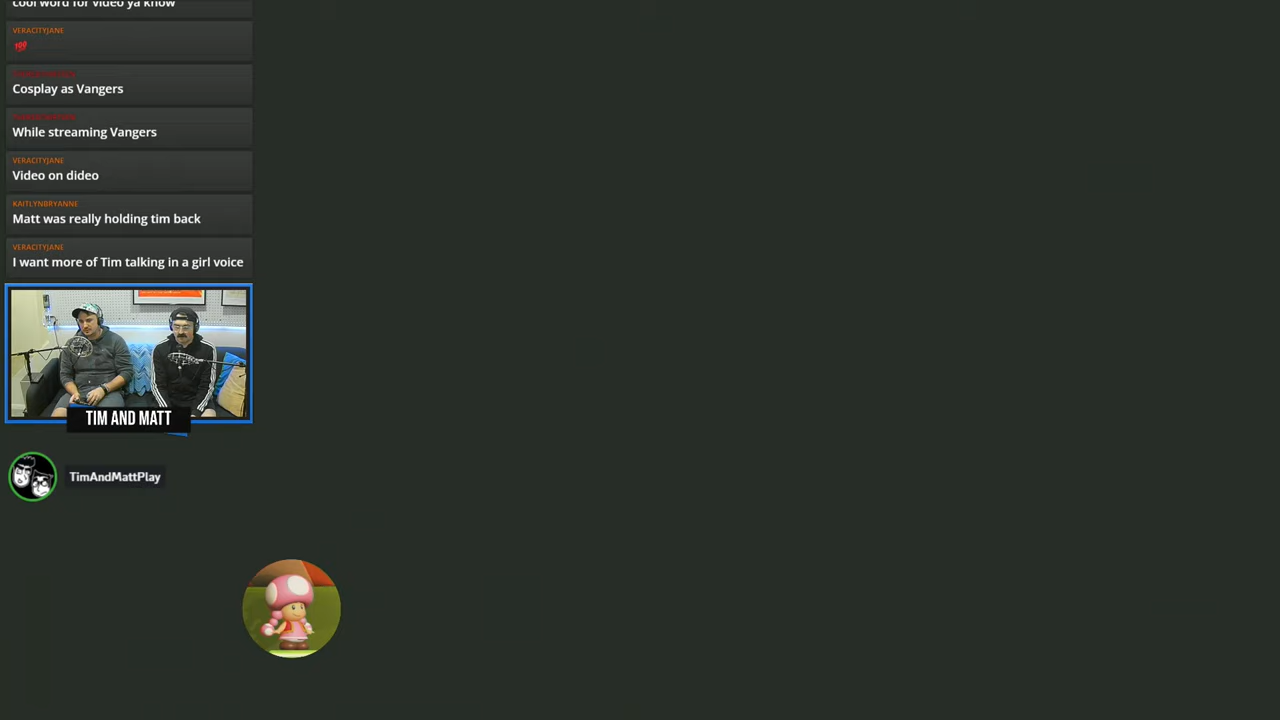 cool word for video ya know
VERACITYJANE
💯
Cosplay as Vangers
While streaming Vangers
VERACITYJANE
Video on dideo
KAITLYNBRYANNE
Matt was really holding tim back
VERACITYJANE
I want more of Tim talking in a girl voice
TIM AND MATT
TimAndMattPlay